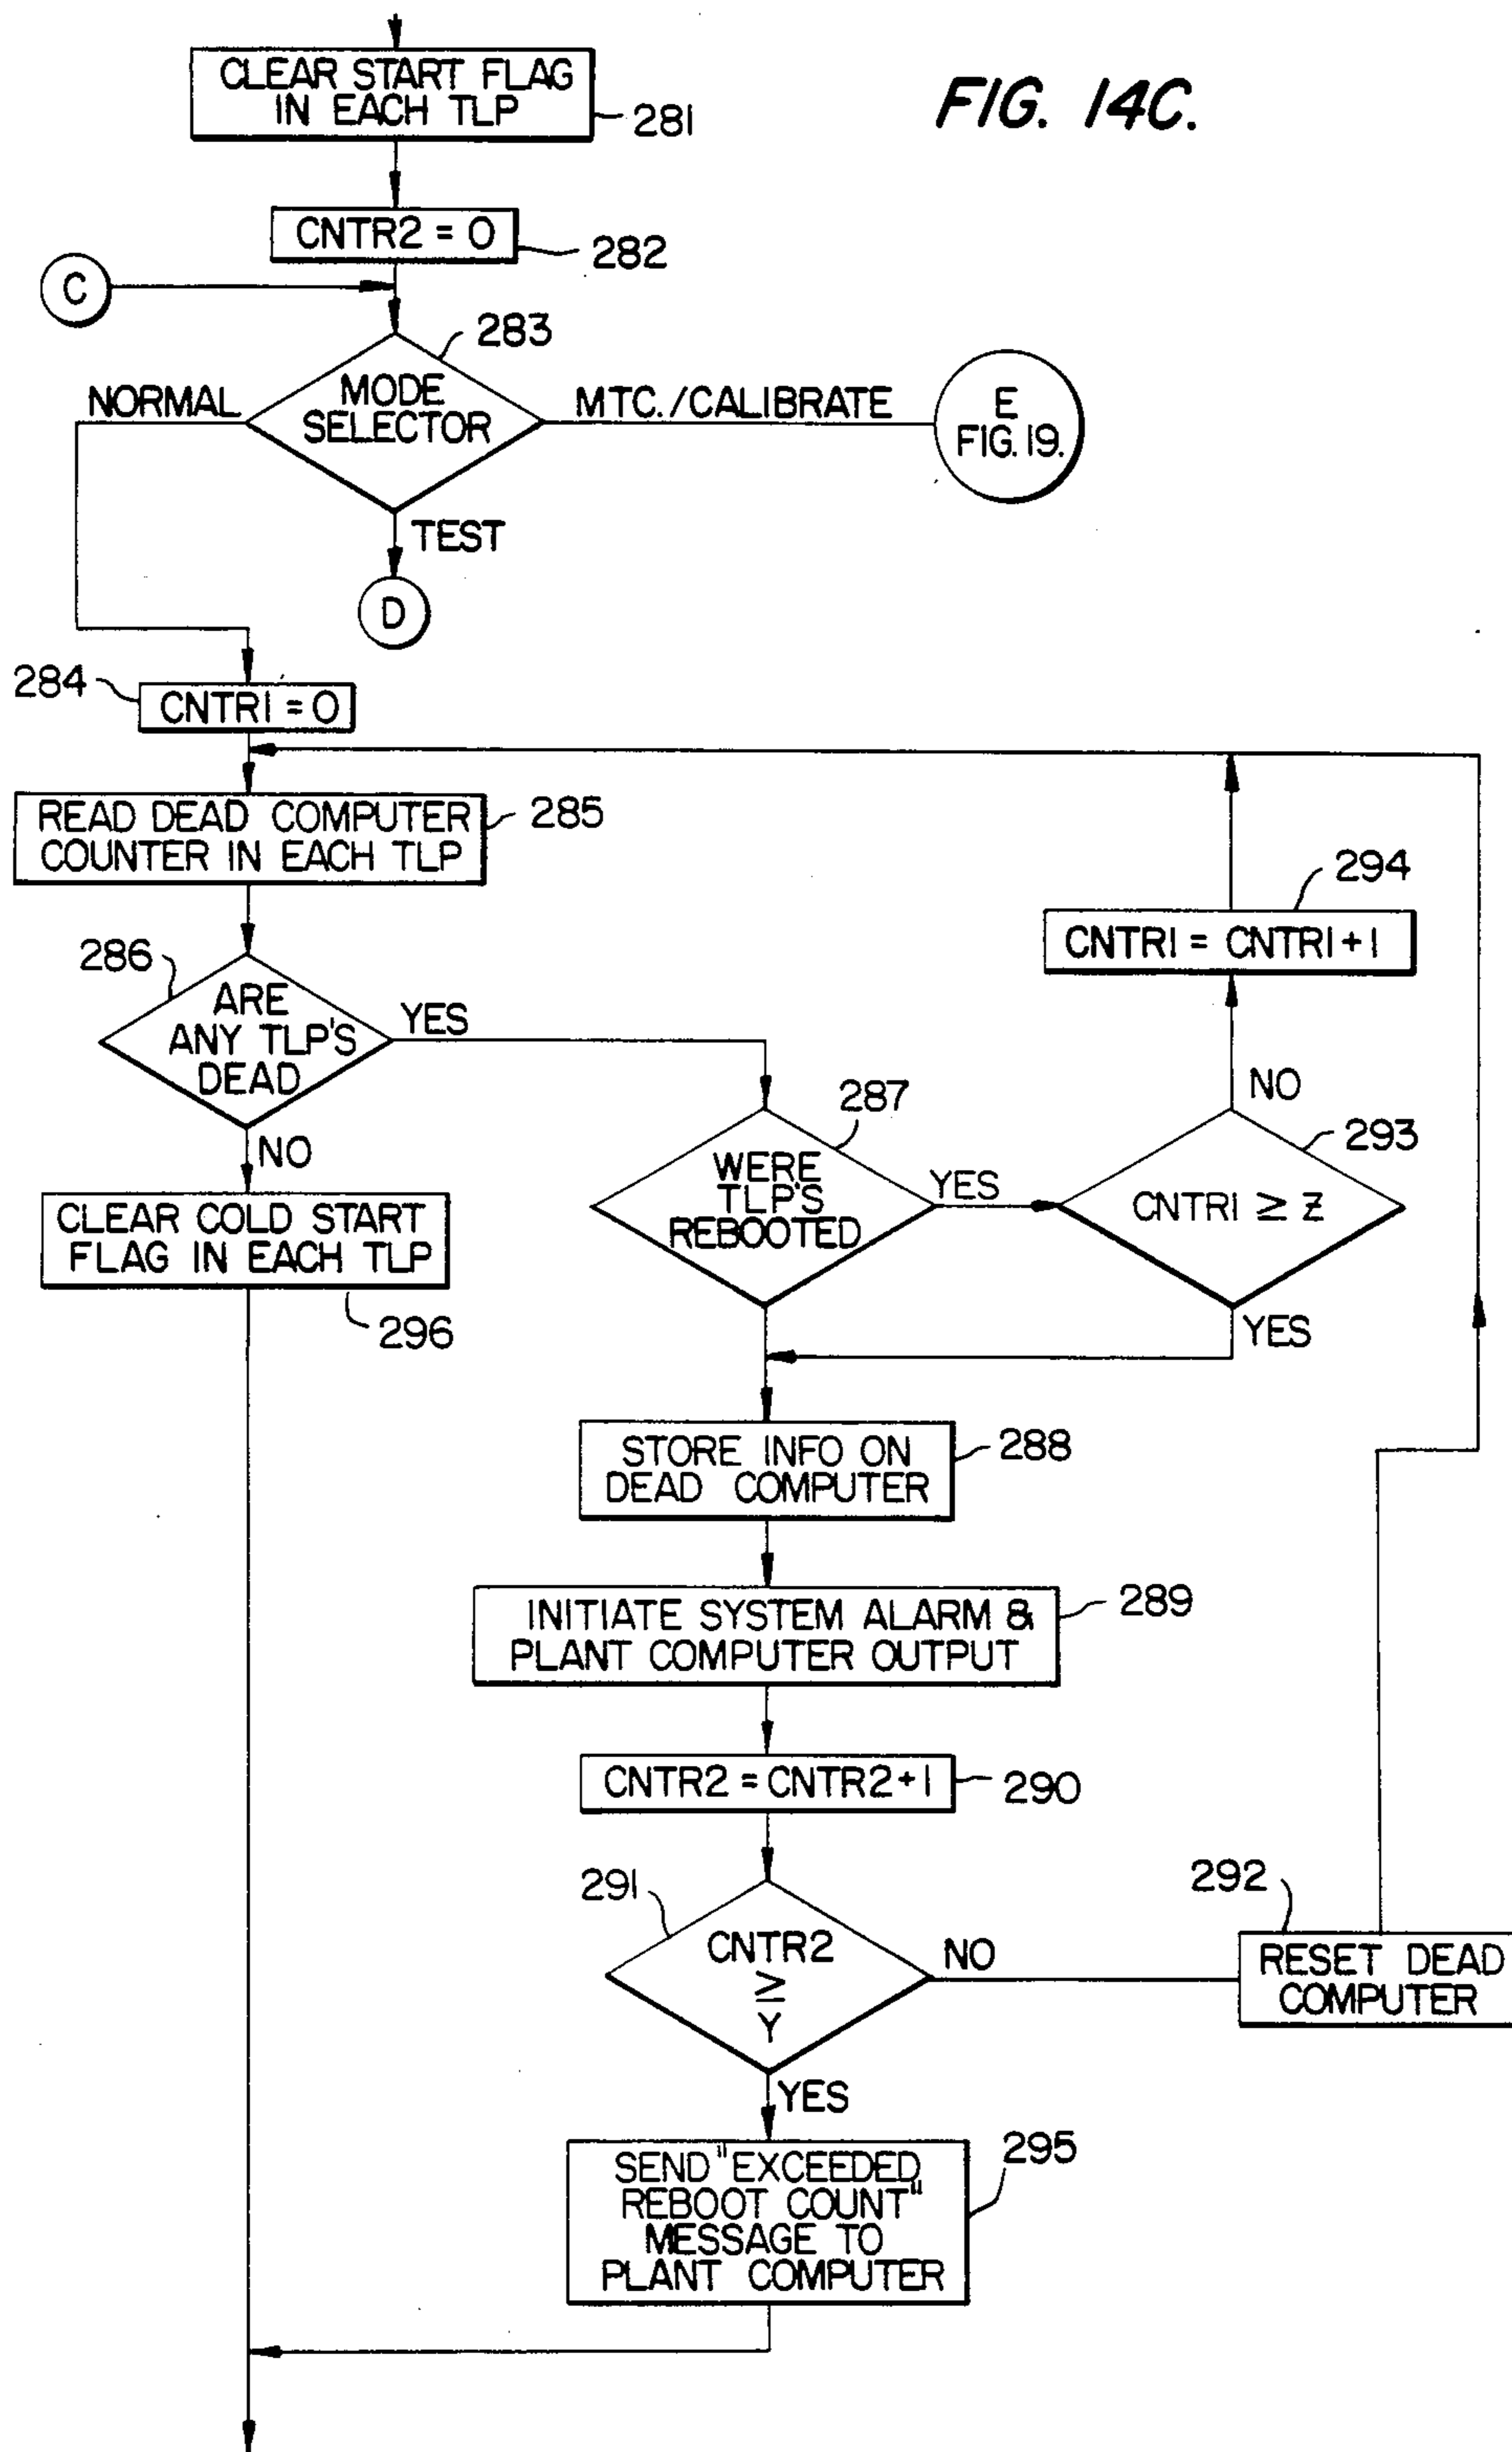 CLEAR START FLAG
IN EACH TLP
281
FIG. 14C.
CNTR2 = 0
282
C
283
MODE
SELECTOR
NORMAL
MTC./CALIBRATE
E
FIG. 19.
TEST
D
284
CNTR1 = 0
READ DEAD COMPUTER
COUNTER IN EACH TLP
285
294
CNTR1 = CNTR1+1
286
ARE
ANY TLP'S
DEAD
YES
NO
287
WERE
TLP'S
REBOOTED
YES
NO
293
CNTR1 ≥ Z
YES
CLEAR COLD START
FLAG IN EACH TLP
296
STORE INFO ON
DEAD COMPUTER
288
INITIATE SYSTEM ALARM &
PLANT COMPUTER OUTPUT
289
CNTR2 = CNTR2+1
290
291
CNTR2
≥
Y
NO
292
RESET DEAD
COMPUTER
YES
SEND "EXCEEDED
REBOOT COUNT"
MESSAGE TO
PLANT COMPUTER
295